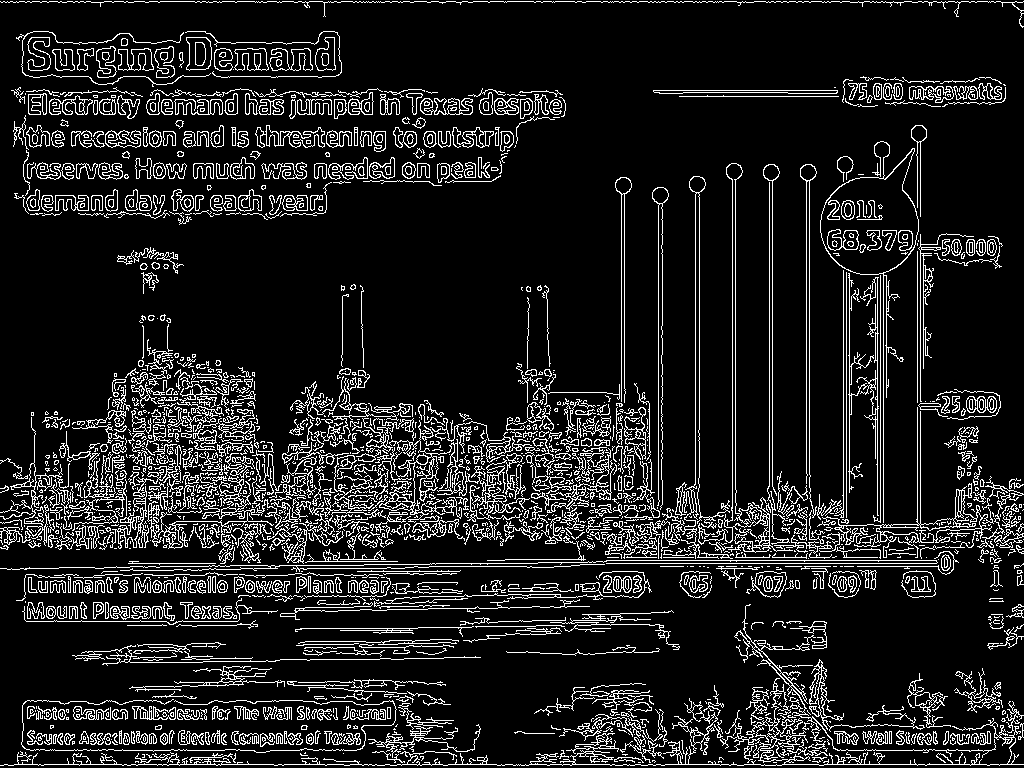 Surging Demand
Electricity demand has jumped in Texas despite
the recession and is threatening to outstrip
reserves. How much was needed on peak-
demand day for each year:
75,000 megawatts
2011:
68,379
50,000
25,000
0
2003 '05 '07 '09 '11
Luminant's Monticello Power Plant near
Mount Pleasant, Texas.
Photo: Brandon Thibodeaux for The Wall Street Journal
Source: Association of Electric Companies of Texas
The Wall Street Journal